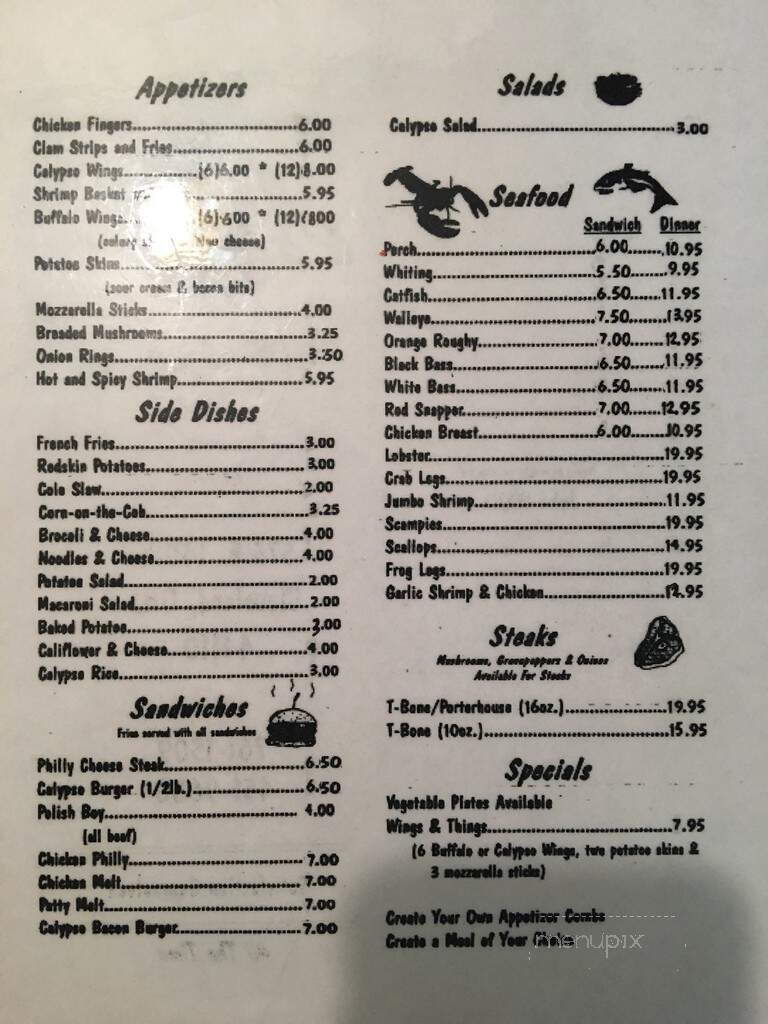 Appetizers
Chicken Fingers 6.00
Clam Strips and Fries 6.00
Calypso Wings (6)6.00 * (12)8.00
Shrimp Basket 5.95
Buffalo Wings (6) 600 * (12)(800
(celery cheese)
Potatoe Skins 5.95
(sour cream & bacon bits)
Mozzarella Sticks 4.00
Breaded Mushrooms 3.25
Onion Rings 3.50
Hot and Spicy Shrimp 5.95
Side Dishes
French Fries 3.00
Redskin Potatoes 3.00
Cole Slaw 2.00
Corn-on-the-Cob 3.25
Brocoli & Cheese 4.00
Noodles & Cheese 4.00
Potatoe Salad 2.00
Macaroni Salad 2.00
Baked Potatoe 2.00
Califlower & Cheese 4.00
Calypso Rice 3.00
Sandwiches
Fries served with all sandwiches
Philly Cheese Steak 6.50
Calypso Burger (1/2lb.) 6.50
Polish Boy 4.00
(all beef)
Chicken Philly 7.00
Chicken Melt 7.00
Patty Melt 7.00
Calypso Bacon Burger 7.00
Salads
Calypso Salad 3.00
Seafood
Sandwich Dinner
Perch 6.00 10.95
Whiting 5.50 9.95
Catfish 6.50 11.95
Walleye 7.50 13.95
Orange Roughy 7.00 12.95
Black Bass 6.50 11.95
White Bass 6.50 11.95
Red Snapper 7.00 12.95
Chicken Breast 6.00 10.95
Lobster 19.95
Crab Legs 19.95
Jumbo Shrimp 11.95
Scampies 19.95
Scallops 14.95
Frog Legs 19.95
Garlic Shrimp & Chicken 12.95
Steaks
Mushrooms, Greenpeppers & Onions
Available For Steaks
T-Bone/Porterhouse (16oz.) 19.95
T-Bone (10oz.) 15.95
Specials
Vegetable Plates Available
Wings & Things 7.95
(6 Buffalo or Calypso Wings, two potatoe skins &
3 mozzarella sticks)
Create Your Own Appetizer Combs
Create a Meal of Your
menupix